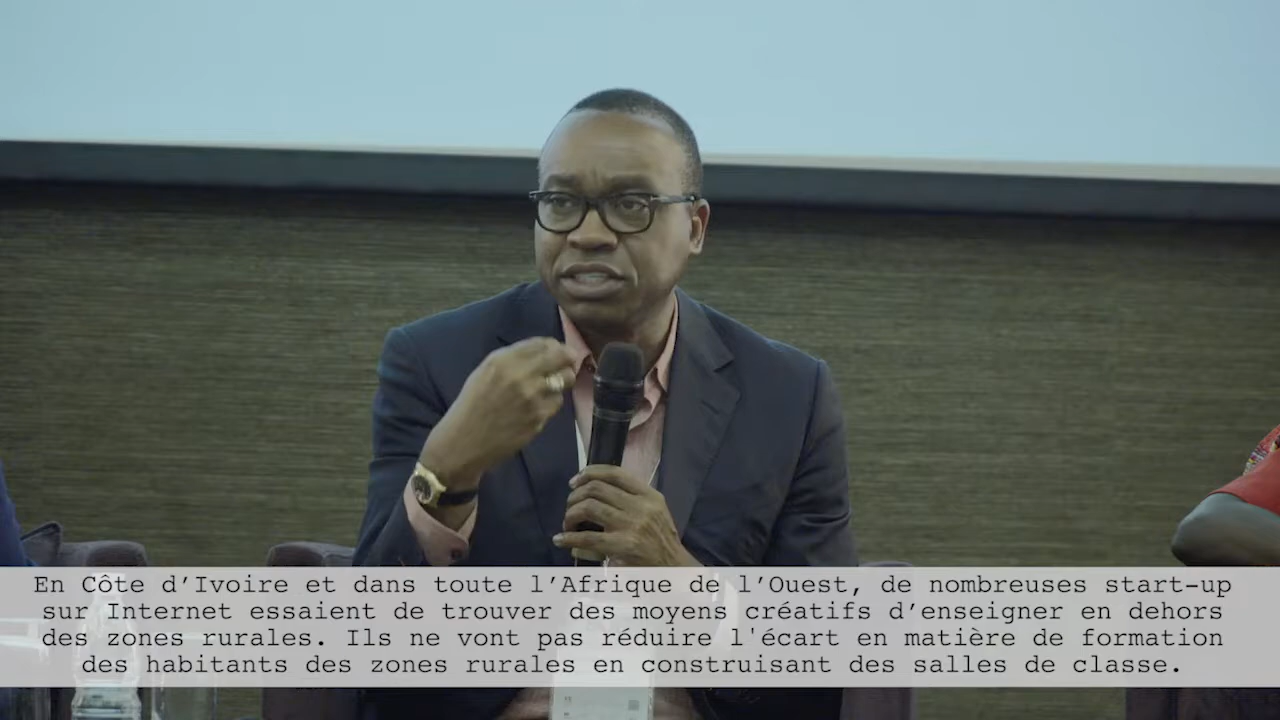 En Côte d’Ivoire et dans toute l’Afrique de l’Ouest, de nombreuses start-up
sur Internet essaient de trouver des moyens créatifs d’enseigner en dehors
des zones rurales. Ils ne vont pas réduire l'écart en matière de formation
des habitants des zones rurales en construisant des salles de classe.